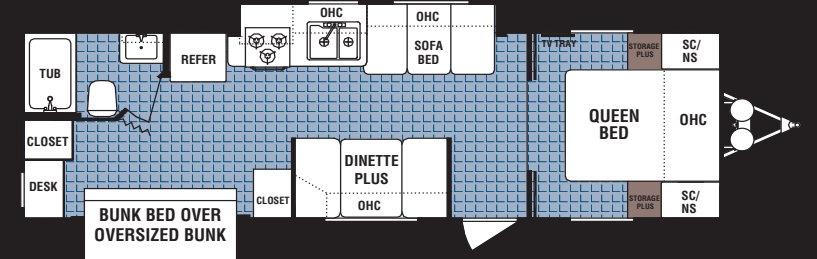 OHC
OHC
SOFA
BED
TV TRAY
STORAGE
PLUS
SC/
NS
TUB
REFER
QUEEN
BED
OHC
CLOSET
DESK
DINETTE
PLUS
OHC
CLOSET
STORAGE
PLUS
SC/
NS
BUNK BED OVER
OVERSIZED BUNK